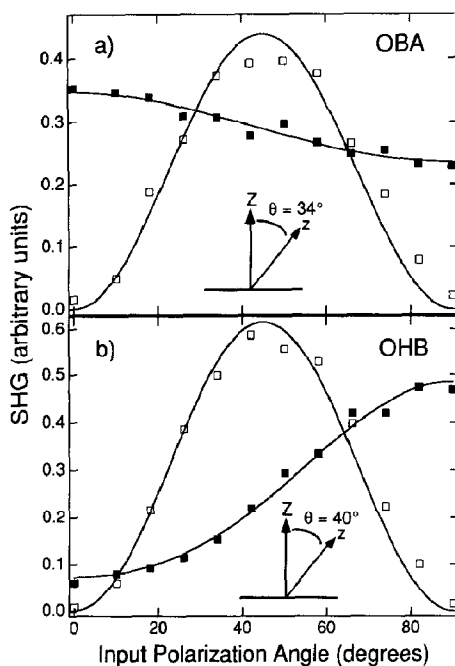 a)
OBA
0.4
0.3
0.2
0.1
0.0
Z
θ = 34°
z
SHG (arbitrary units)
b)
OHB
0.6
0.5
0.4
0.3
0.2
0.1
0.0
Z
θ = 40°
z
0
20
40
60
80
Input Polarization Angle (degrees)